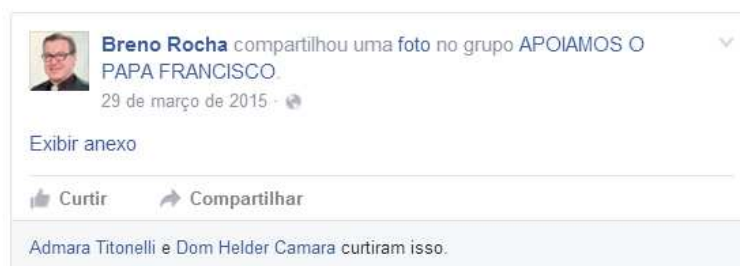 Breno Rocha compartilhou uma foto no grupo APOIAMOS O
PAPA FRANCISCO.
29 de março de 2015 ·
Exibir anexo
Curtir Compartilhar
Admara Titonelli e Dom Helder Camara curtiram isso.